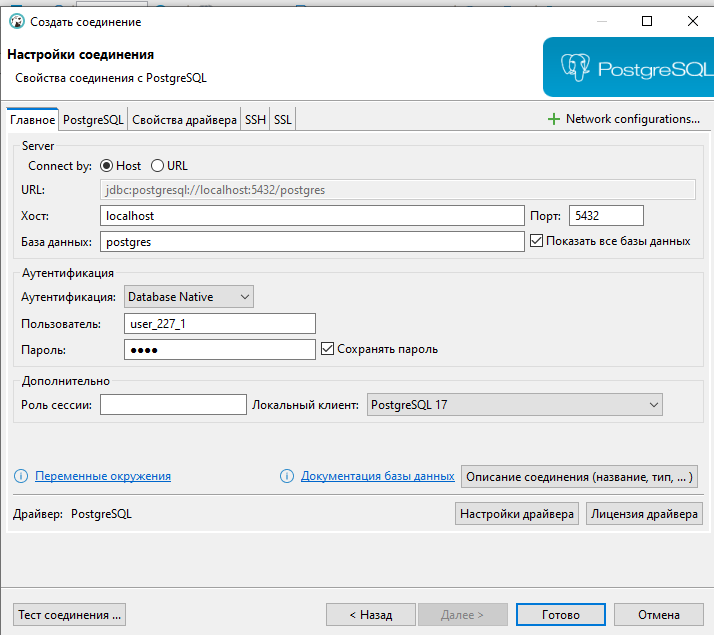 Создать соединение
Настройки соединения
Свойства соединения с PostgreSQL
PostgreSQL
Главное PostgreSQL Свойства драйвера SSH SSL Network configurations...
Server
Connect by: Host URL
URL: jdbc:postgresql://localhost:5432/postgres
Хост: localhost Порт: 5432
База данных: postgres Показать все базы данных
Аутентификация
Аутентификация: Database Native
Пользователь: user_227_1
Пароль: •••• Сохранять пароль
Дополнительно
Роль сессии: Локальный клиент: PostgreSQL 17
Переменные окружения Документация базы данных Описание соединения (название, тип, ... )
Драйвер: PostgreSQL Настройки драйвера Лицензия драйвера
Тест соединения ... < Назад Далее > Готово Отмена